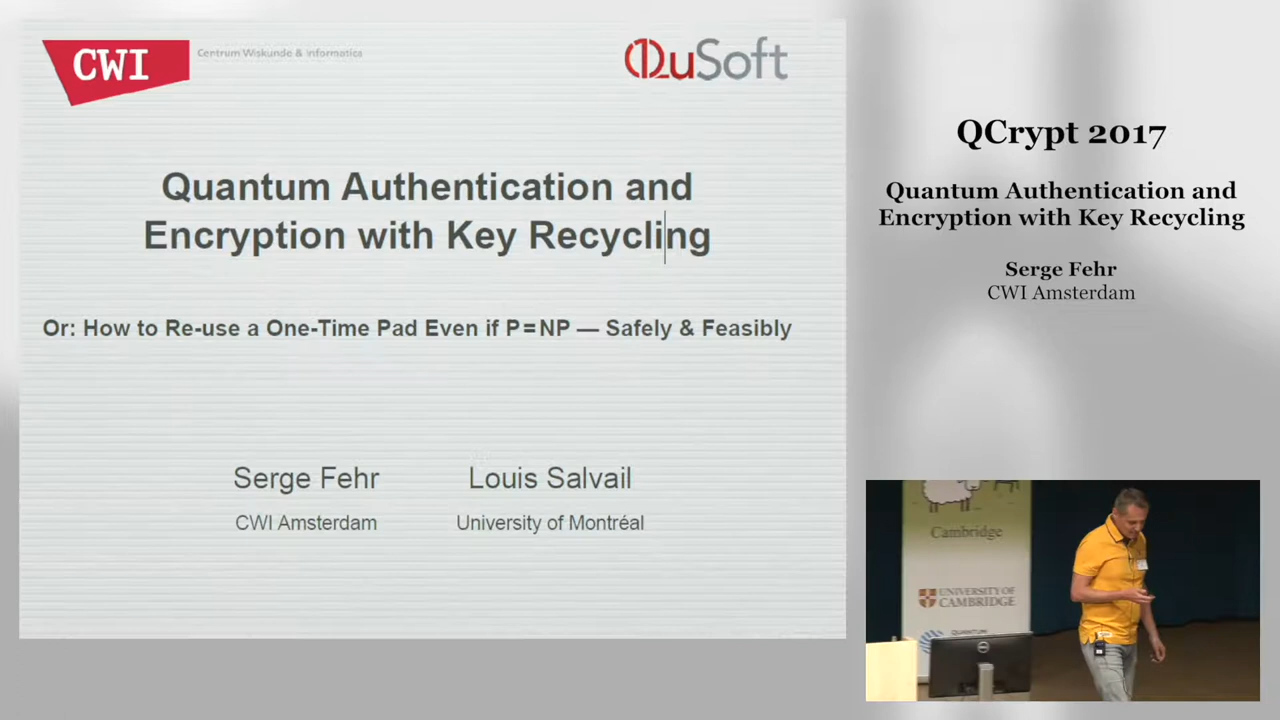 CWI
Centrum Wiskunde & Informatica
QuSoft
Quantum Authentication and
Encryption with Key Recycling
Or: How to Re-use a One-Time Pad Even if P=NP — Safely & Feasibly
Serge Fehr
Louis Salvail
CWI Amsterdam
University of Montréal
QCrypt 2017
Quantum Authentication and
Encryption with Key Recycling
Serge Fehr
CWI Amsterdam
Cambridge
UNIVERSITY OF
CAMBRIDGE
QUANTUM